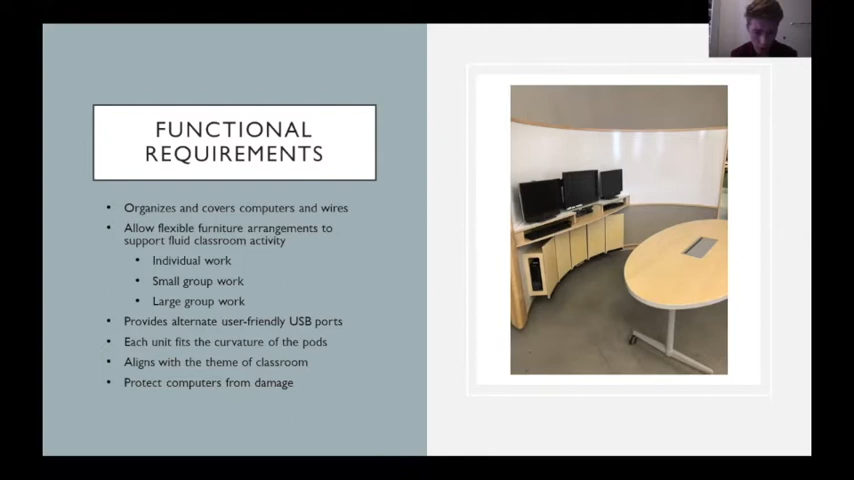 FUNCTIONAL
REQUIREMENTS
• Organizes and covers computers and wires
• Allow flexible furniture arrangements to
support fluid classroom activity
• Individual work
• Small group work
• Large group work
• Provides alternate user-friendly USB ports
• Each unit fits the curvature of the pods
• Aligns with the theme of classroom
• Protect computers from damage